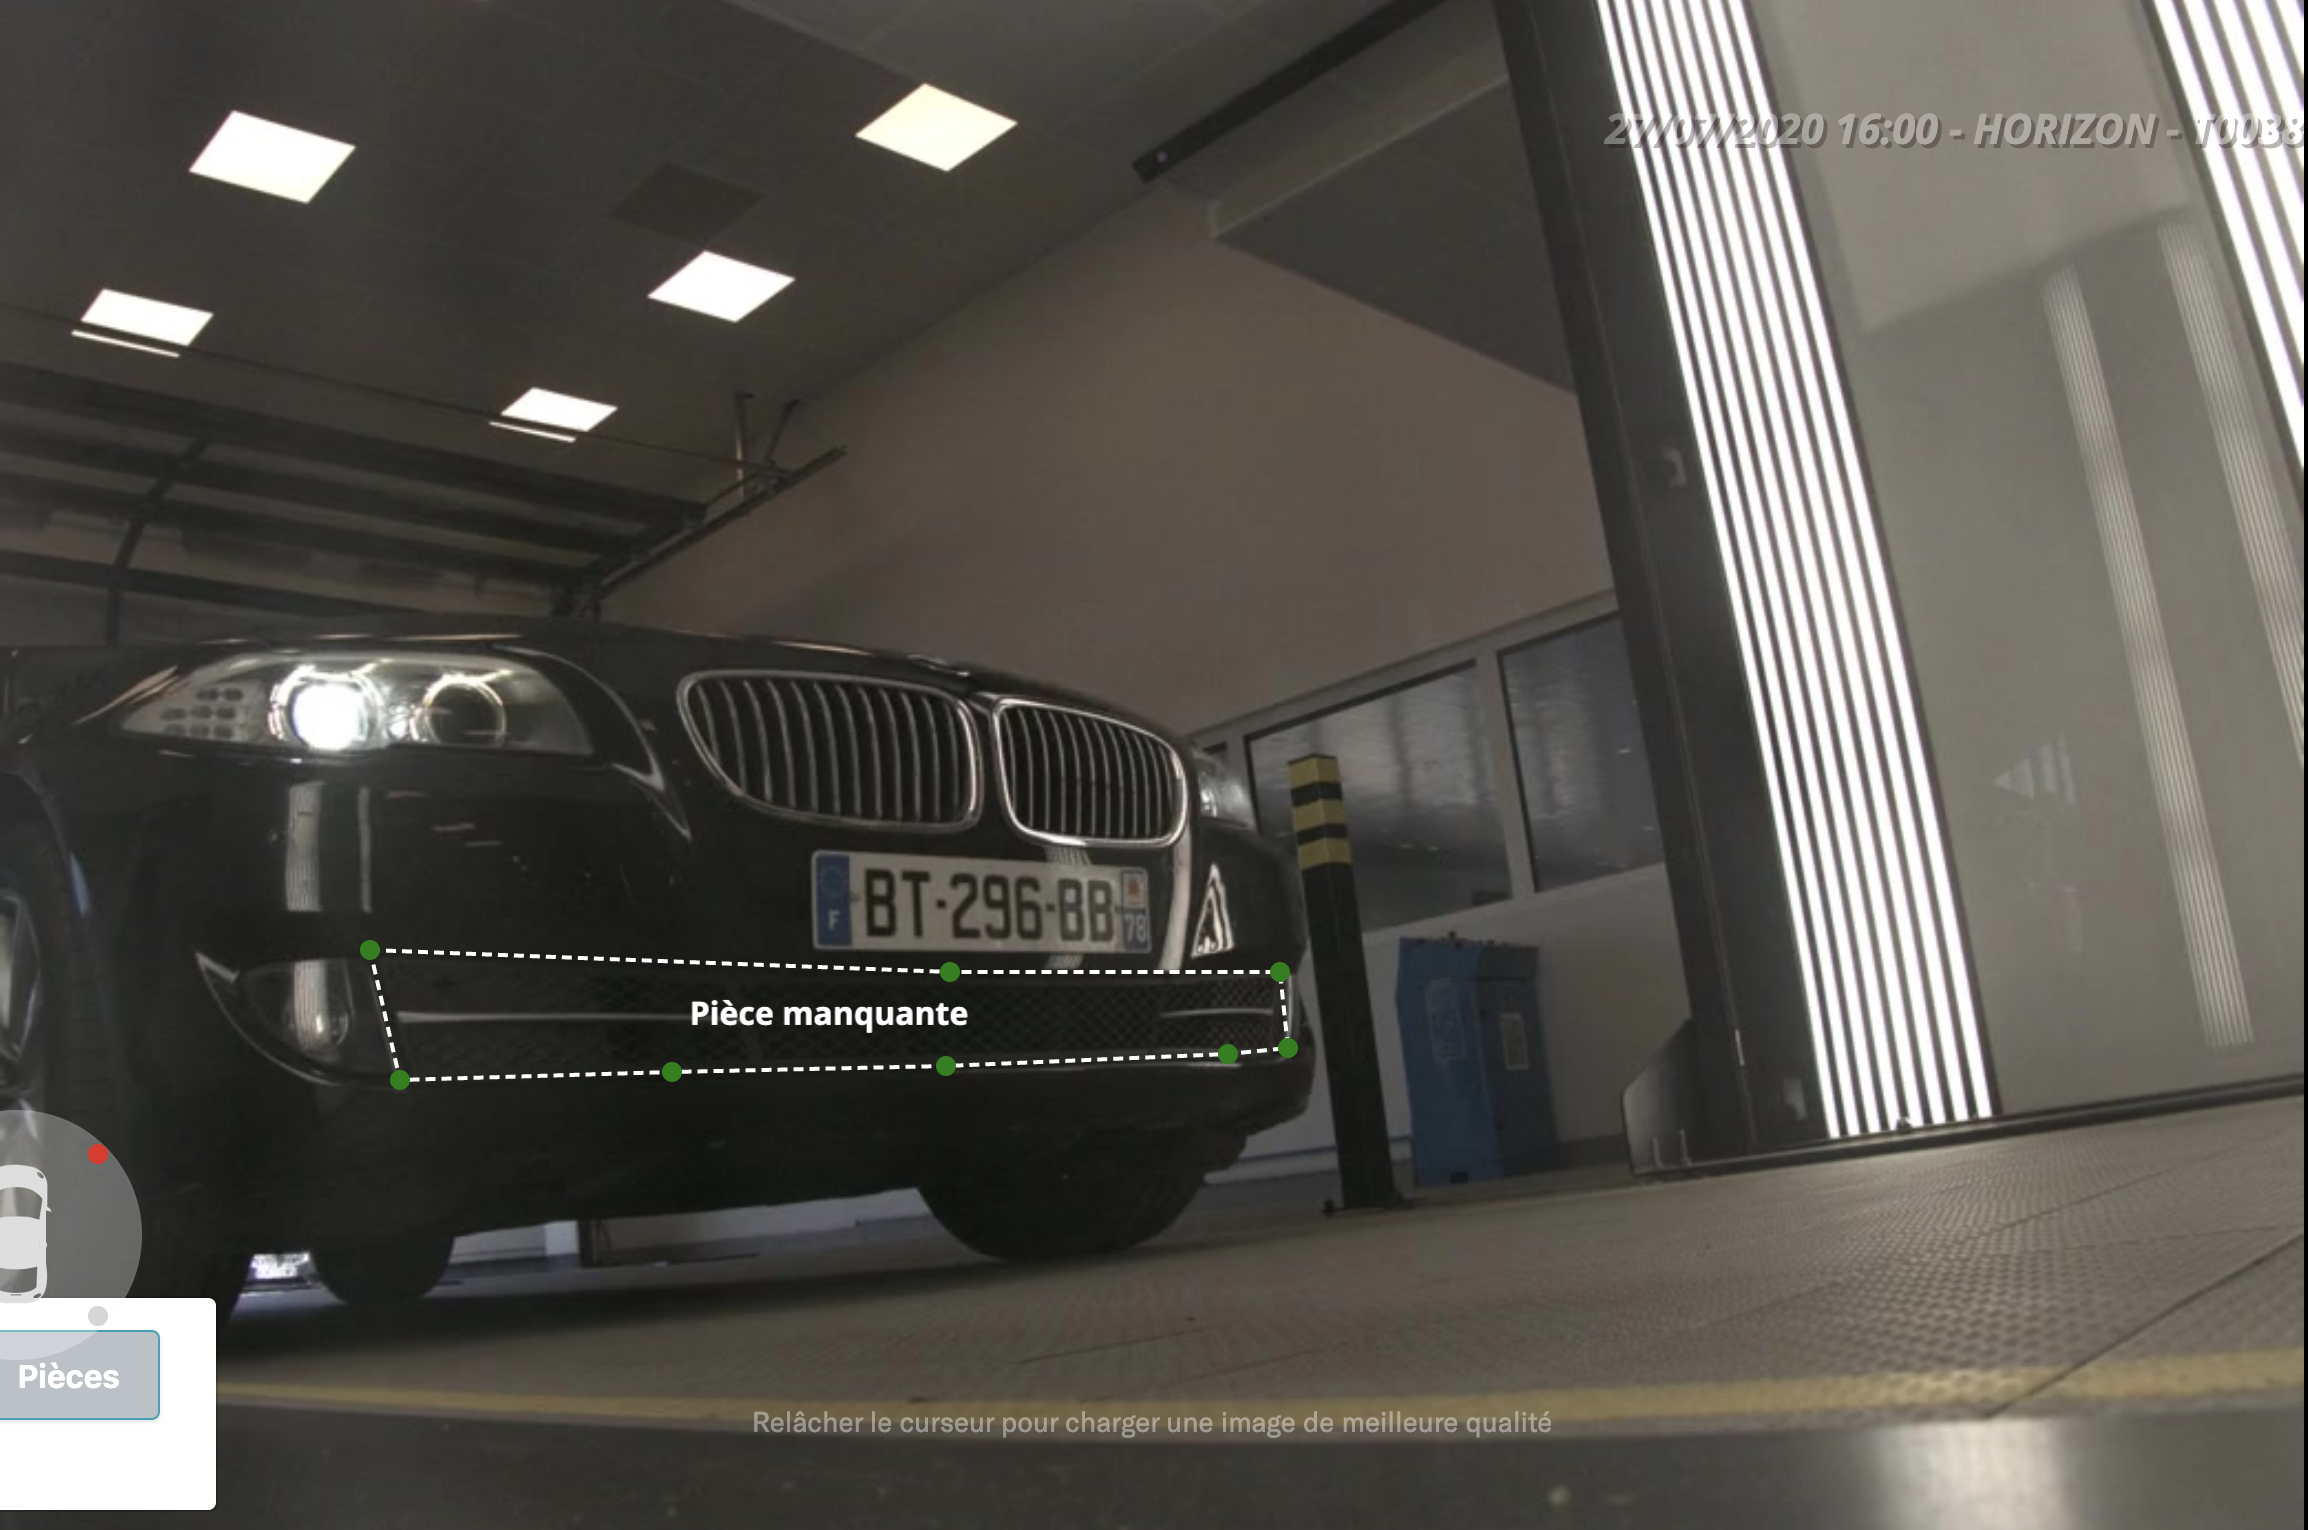 27/07/2020 16:00 - HORIZON - T0038
F
BT-296-BB
78
Pièce manquante
Pièces
Relâcher le curseur pour charger une image de meilleure qualité